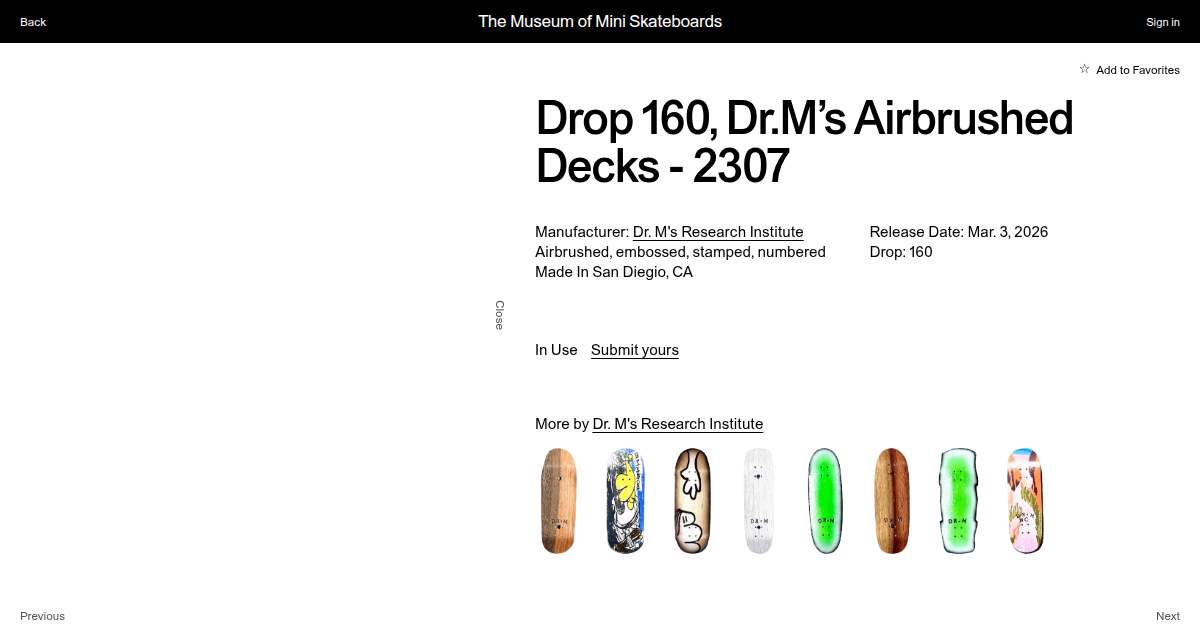 Back
The Museum of Mini Skateboards
Sign in
☆ Add to Favorites
Drop 160, Dr.M’s Airbrushed
Decks - 2307
Manufacturer: Dr. M's Research Institute
Airbrushed, embossed, stamped, numbered
Made In San Diegio, CA
Release Date: Mar. 3, 2026
Drop: 160
Close
In Use Submit yours
More by Dr. M's Research Institute
Previous
Next